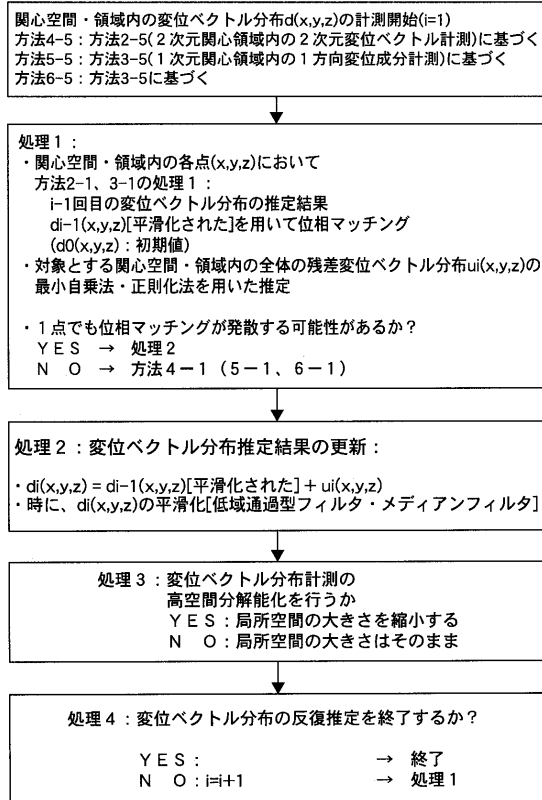 関心空間・領域内の変位ベクトル分布d(x,y,z)の計測開始(i=1)
方法4-5：方法2-5(２次元関心領域内の２次元変位ベクトル計測)に基づく
方法5-5：方法3-5(１次元関心領域内の１方向変位成分計測)に基づく
方法6-5：方法3-5に基づく
処理１：
・関心空間・領域内の各点(x,y,z)において
方法2-1、3-1の処理１：
i-1回目の変位ベクトル分布の推定結果
di-1(x,y,z)[平滑化された]を用いて位相マッチング
(d0(x,y,z)：初期値)
・対象とする関心空間・領域内の全体の残差変位ベクトル分布ui(x,y,z)の
最小自乗法・正則化法を用いた推定
・１点でも位相マッチングが発散する可能性があるか？
ＹＥＳ → 処理２
Ｎ Ｏ → 方法４−１（５−１、６−１）
処理２：変位ベクトル分布推定結果の更新：
・di(x,y,z) = di-1(x,y,z)[平滑化された] + ui(x,y,z)
・時に、di(x,y,z)の平滑化[低域通過型フィルタ・メディアンフィルタ]
処理３：変位ベクトル分布計測の
高空間分解能化を行うか
ＹＥＳ：局所空間の大きさを縮小する
Ｎ Ｏ：局所空間の大きさはそのまま
処理４：変位ベクトル分布の反復推定を終了するか？
ＹＥＳ： → 終了
Ｎ Ｏ：i=i+1 → 処理１